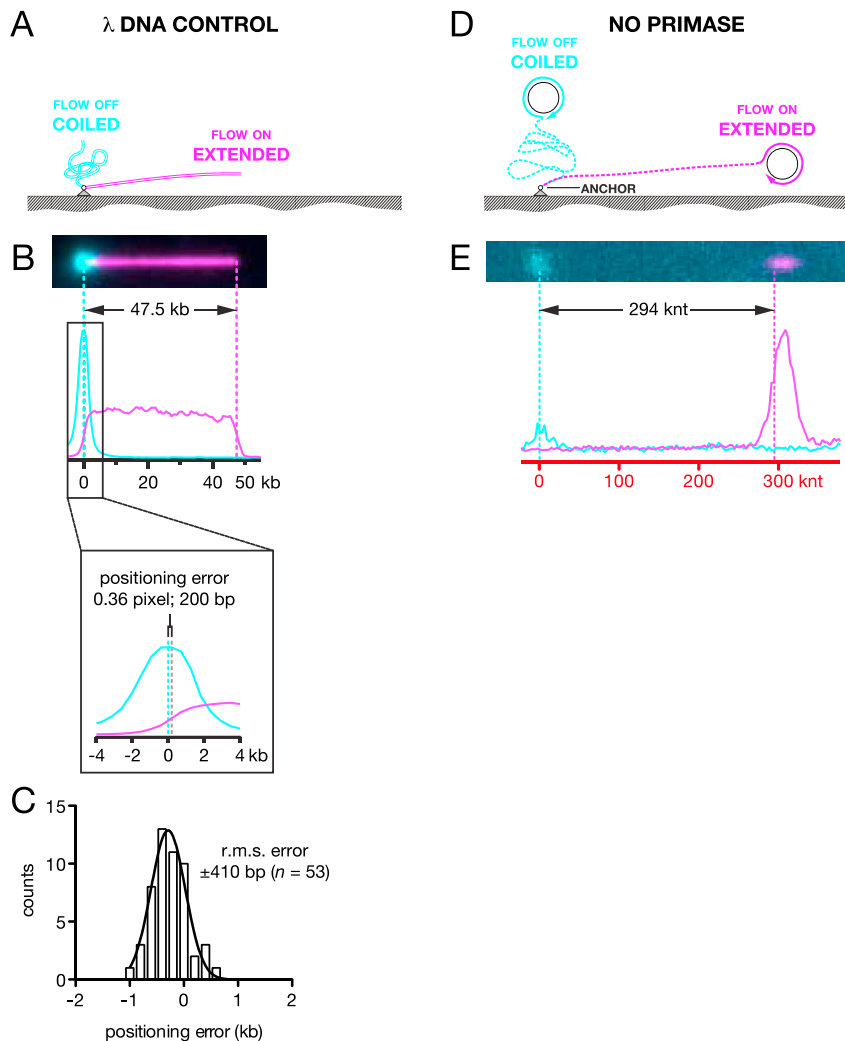 A
λ DNA CONTROL
FLOW OFF
COILED
FLOW ON
EXTENDED
B
47.5 kb
0 20 40 50 kb
positioning error
0.36 pixel; 200 bp
-4 -2 0 2 4 kb
C
15
10
5
0
counts
r.m.s. error
±410 bp (n = 53)
-2 -1 0 1 2
positioning error (kb)
D
NO PRIMASE
FLOW OFF
COILED
FLOW ON
EXTENDED
ANCHOR
E
294 knt
0 100 200 300 knt